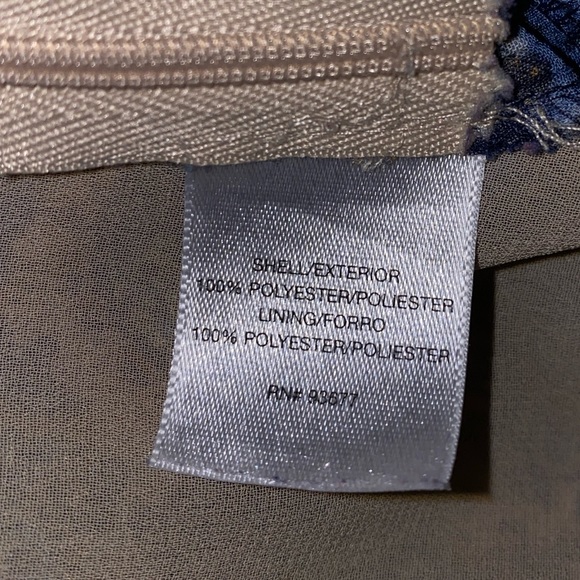 SHELL/EXTERIOR
100% POLYESTER/POLIESTER
LINING/FORRO
100% POLYESTER/POLIESTER
RN# 93677